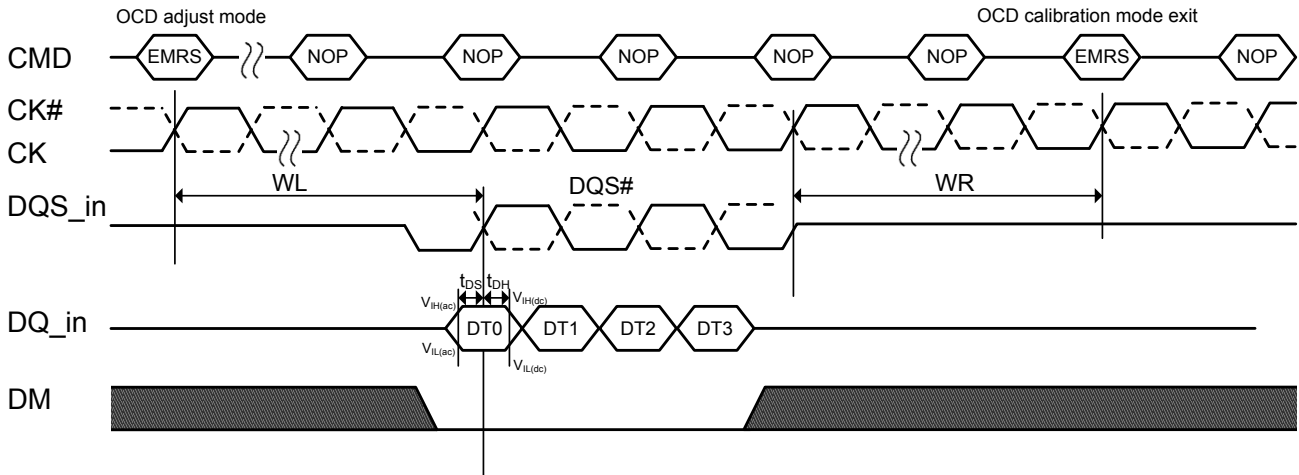 OCD adjust mode OCD calibration mode exit
CMD EMRS NOP NOP NOP NOP NOP EMRS NOP
CK#
CK
WL DQS# WR
DQS_in
tDS tDH
VIH(ac) VIH(dc)
DQ_in DT0 DT1 DT2 DT3
VIL(ac) VIL(dc)
DM